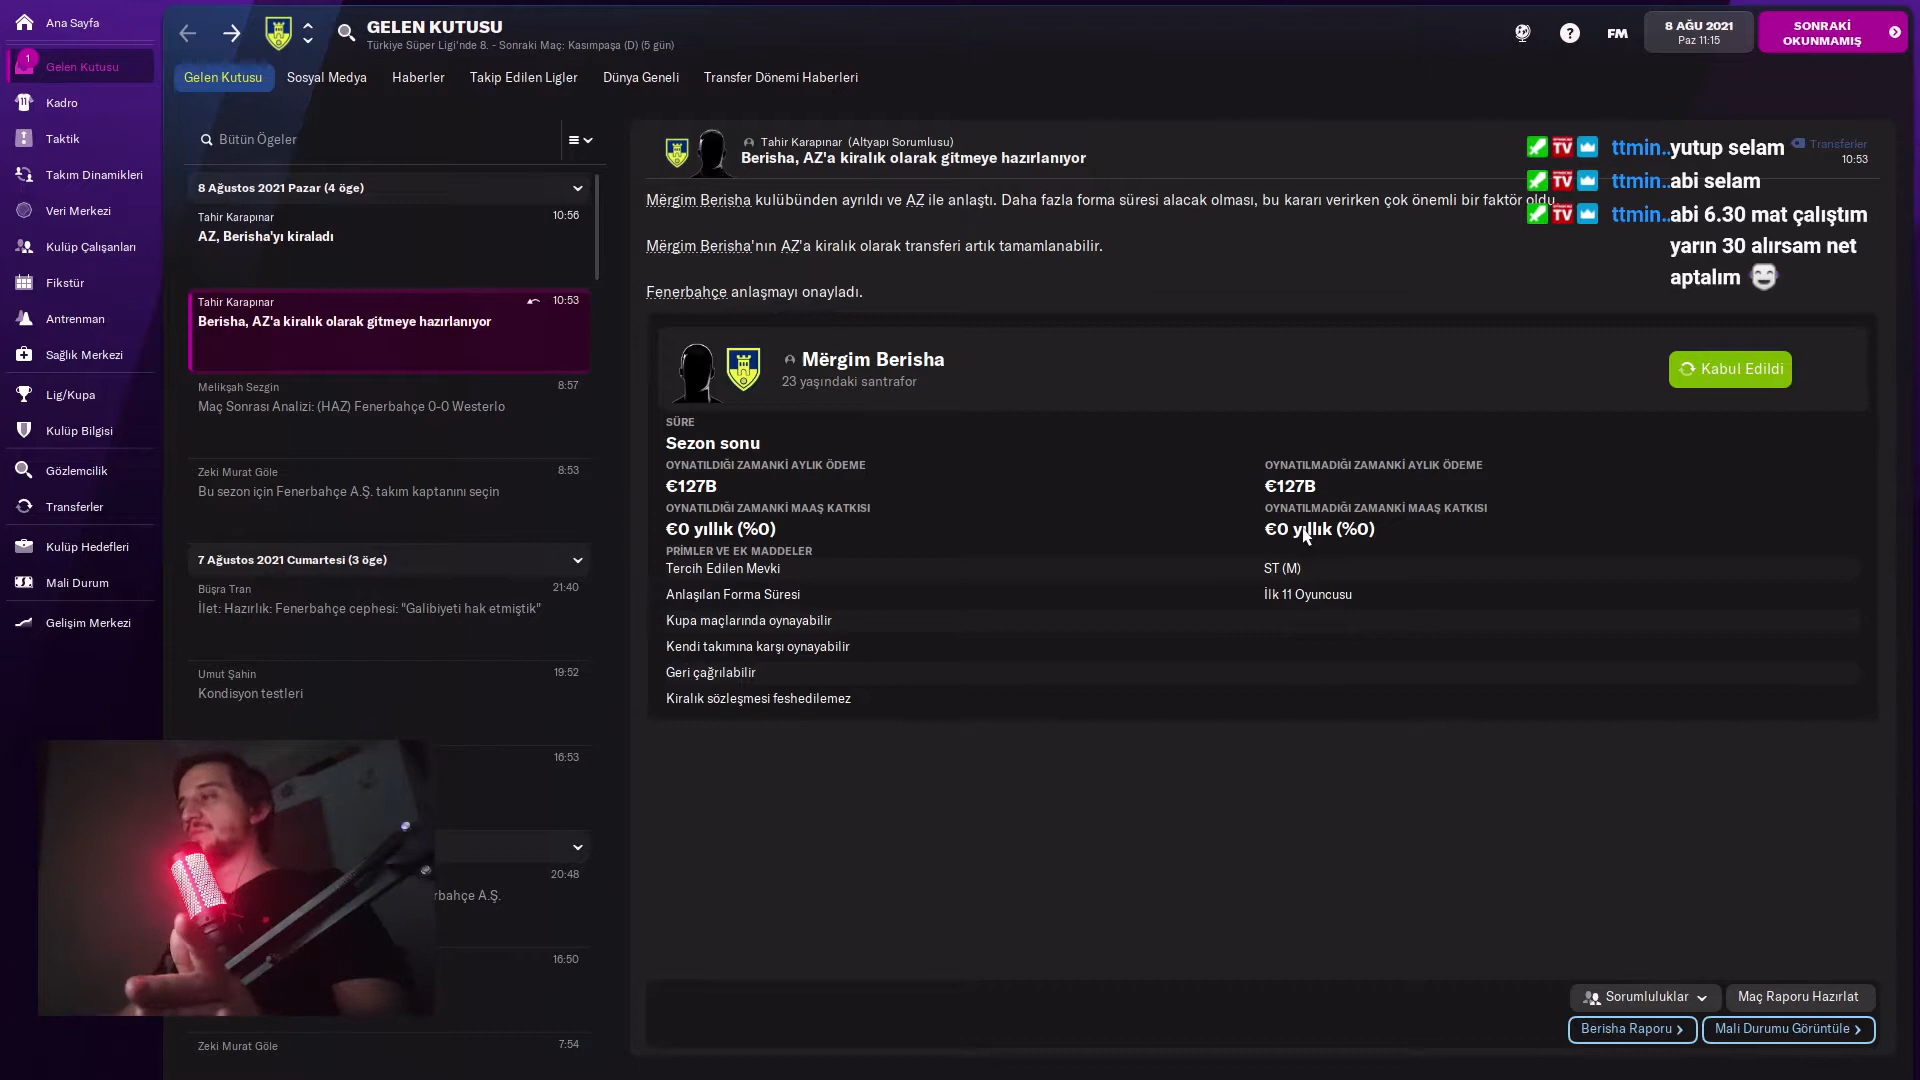 Ana Sayfa
1
Gelen Kutusu
Kadro
Taktik
Takım Dinamikleri
Veri Merkezi
Kulüp Çalışanları
Fikstür
Antrenman
Sağlık Merkezi
Lig/Kupa
Kulüp Bilgisi
Gözlemcilik
Transferler
Kulüp Hedefleri
Mali Durum
Gelişim Merkezi
GELEN KUTUSU
Türkiye Süper Ligi'nde 8. - Sonraki Maç: Kasımpaşa (D) (5 gün)
FM
8 AĞU 2021
Paz 11:15
SONRAKİ
OKUNMAMIŞ
Gelen Kutusu
Sosyal Medya
Haberler
Takip Edilen Ligler
Dünya Geneli
Transfer Dönemi Haberleri
Bütün Ögeler
8 Ağustos 2021 Pazar (4 öge)
Tahir Karapınar 10:56
AZ, Berisha'yı kiraladı
Tahir Karapınar 10:53
Berisha, AZ'a kiralık olarak gitmeye hazırlanıyor
Melikşah Sezgin 8:57
Maç Sonrası Analizi: (HAZ) Fenerbahçe 0-0 Westerlo
Zeki Murat Göle 8:53
Bu sezon için Fenerbahçe A.Ş. takım kaptanını seçin
7 Ağustos 2021 Cumartesi (3 öge)
Büşra Tran 21:40
İlet: Hazırlık: Fenerbahçe cephesi: "Galibiyeti hak etmiştik"
Umut Şahin 19:52
Kondisyon testleri
16:53
20:48
rbahçe A.Ş.
16:50
Zeki Murat Göle 7:54
Tahir Karapınar (Altyapı Sorumlusu)
Berisha, AZ'a kiralık olarak gitmeye hazırlanıyor
Transferler
10:53
TV ttmin.. yutup selam
TV ttmin.. abi selam
TV ttmin.. abi 6.30 mat çalıştım
yarın 30 alırsam net
aptalım
Mërgim Berisha kulübünden ayrıldı ve AZ ile anlaştı. Daha fazla forma süresi alacak olması, bu kararı verirken çok önemli bir faktör oldu.
Mërgim Berisha'nın AZ'a kiralık olarak transferi artık tamamlanabilir.
Fenerbahçe anlaşmayı onayladı.
Mërgim Berisha
23 yaşındaki santrafor
Kabul Edildi
SÜRE
Sezon sonu
OYNATILDIĞI ZAMANKİ AYLIK ÖDEME
€127B
OYNATILMADIĞI ZAMANKİ AYLIK ÖDEME
€127B
OYNATILDIĞI ZAMANKİ MAAŞ KATKISI
€0 yıllık (%0)
OYNATILMADIĞI ZAMANKİ MAAŞ KATKISI
€0 yıllık (%0)
PRİMLER VE EK MADDELER
Tercih Edilen Mevki ST (M)
Anlaşılan Forma Süresi İlk 11 Oyuncusu
Kupa maçlarında oynayabilir
Kendi takımına karşı oynayabilir
Geri çağrılabilir
Kiralık sözleşmesi feshedilemez
Sorumluluklar
Maç Raporu Hazırlat
Berisha Raporu
Mali Durumu Görüntüle